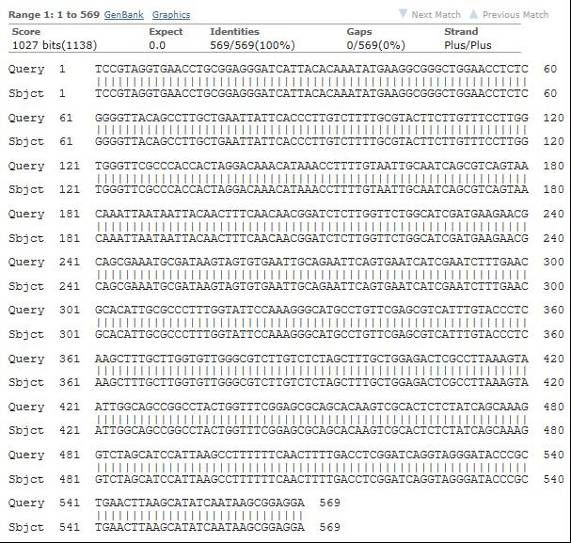 Range 1: 1 to 569 GenBank Graphics Next Match Previous Match
Score Expect Identities Gaps Strand
1027 bits(1138) 0.0 569/569(100%) 0/569(0%) Plus/Plus
Query 1 TCCGTAGGTGAACCTGCGGAGGGATCATTACACAAATATGAAGGCGGGCTGGAACCTCTC 60
Sbjct 1 TCCGTAGGTGAACCTGCGGAGGGATCATTACACAAATATGAAGGCGGGCTGGAACCTCTC 60
Query 61 GGGGTTACAGCCTTGCTGAATTATTCACCCTTGTCTTTTGCGTACTTCTTGTTTCCTTGG 120
Sbjct 61 GGGGTTACAGCCTTGCTGAATTATTCACCCTTGTCTTTTGCGTACTTCTTGTTTCCTTGG 120
Query 121 TGGGTTCGCCCACCACTAGGACAAACATAAACCTTTTGTAATTGCAATCAGCGTCAGTAA 180
Sbjct 121 TGGGTTCGCCCACCACTAGGACAAACATAAACCTTTTGTAATTGCAATCAGCGTCAGTAA 180
Query 181 CAAATTAATAATTACAACTTTCAACAACGGATCTCTTGGTTCTGGCATCGATGAAGAACG 240
Sbjct 181 CAAATTAATAATTACAACTTTCAACAACGGATCTCTTGGTTCTGGCATCGATGAAGAACG 240
Query 241 CAGCGAAATGCGATAAGTAGTGTGAATTGCAGAATTCAGTGAATCATCGAATCTTTGAAC 300
Sbjct 241 CAGCGAAATGCGATAAGTAGTGTGAATTGCAGAATTCAGTGAATCATCGAATCTTTGAAC 300
Query 301 GCACATTGCGCCCTTTGGTATTCCAAAGGGCATGCCTGTTCGAGCGTCATTTGTACCCTC 360
Sbjct 301 GCACATTGCGCCCTTTGGTATTCCAAAGGGCATGCCTGTTCGAGCGTCATTTGTACCCTC 360
Query 361 AAGCTTTGCTTGGTGTTGGGCGTCTTGTCTCTAGCTTTGCTGGAGACTCGCCTTAAAGTA 420
Sbjct 361 AAGCTTTGCTTGGTGTTGGGCGTCTTGTCTCTAGCTTTGCTGGAGACTCGCCTTAAAGTA 420
Query 421 ATTGGCAGCCGGCCTACTGGTTTCGGAGCGCAGCACAAGTCGCACTCTCTATCAGCAAAG 480
Sbjct 421 ATTGGCAGCCGGCCTACTGGTTTCGGAGCGCAGCACAAGTCGCACTCTCTATCAGCAAAG 480
Query 481 GTCTAGCATCCATTAAGCCTTTTTTCAACTTTTGACCTCGGATCAGGTAGGGATACCCGC 540
Sbjct 481 GTCTAGCATCCATTAAGCCTTTTTTCAACTTTTGACCTCGGATCAGGTAGGGATACCCGC 540
Query 541 TGAACTTAAGCATATCAATAAGCGGAGGA 569
Sbjct 541 TGAACTTAAGCATATCAATAAGCGGAGGA 569